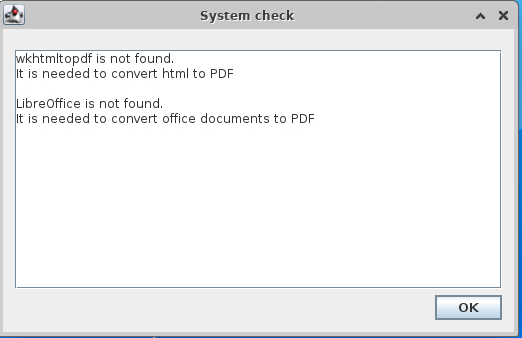 System check
wkhtmltopdf is not found.
It is needed to convert html to PDF
LibreOffice is not found.
It is needed to convert office documents to PDF
OK